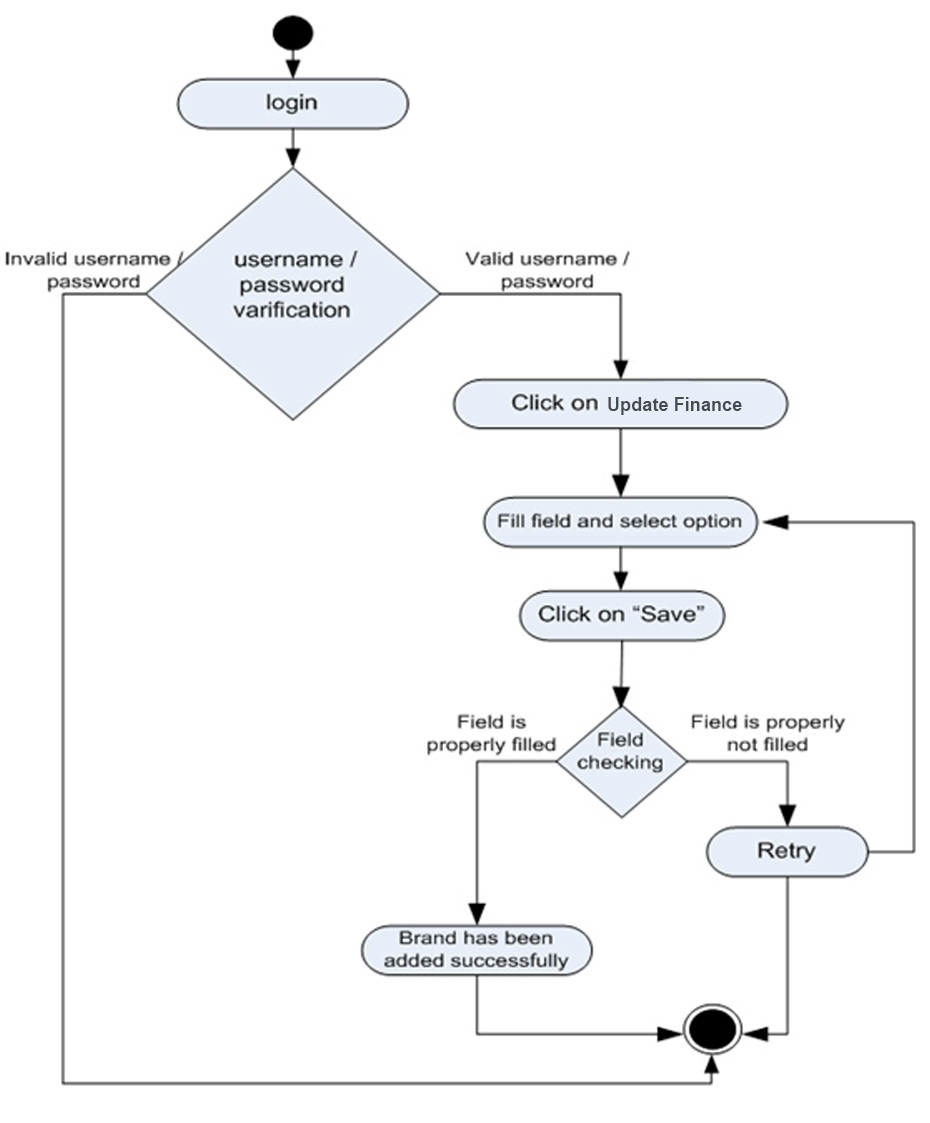 login
username /
password
varification
Invalid username /
password
Valid username /
password
Click on Update Finance
Fill field and select option
Click on “Save”
Field
checking
Field is
properly filled
Field is properly
not filled
Retry
Brand has been
added successfully